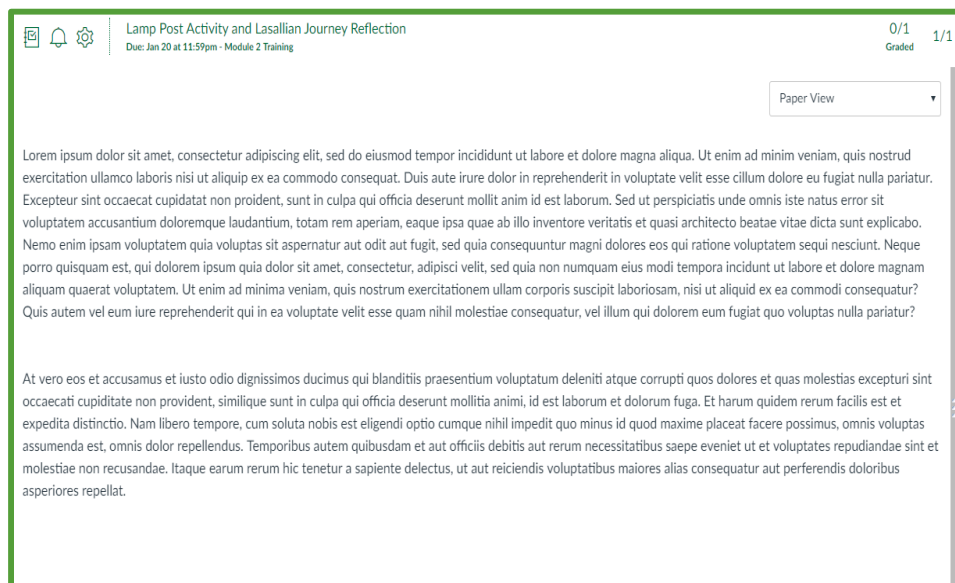 Lamp Post Activity and Lasallian Journey Reflection
Due: Jan 20 at 11:59pm - Module 2 Training
0/1
Graded
1/1
Paper View
Lorem ipsum dolor sit amet, consectetur adipiscing elit, sed do eiusmod tempor incididunt ut labore et dolore magna aliqua. Ut enim ad minim veniam, quis nostrud
exercitation ullamco laboris nisi ut aliquip ex ea commodo consequat. Duis aute irure dolor in reprehenderit in voluptate velit esse cillum dolore eu fugiat nulla pariatur.
Excepteur sint occaecat cupidatat non proident, sunt in culpa qui officia deserunt mollit anim id est laborum. Sed ut perspiciatis unde omnis iste natus error sit
voluptatem accusantium doloremque laudantium, totam rem aperiam, eaque ipsa quae ab illo inventore veritatis et quasi architecto beatae vitae dicta sunt explicabo.
Nemo enim ipsam voluptatem quia voluptas sit aspernatur aut odit aut fugit, sed quia consequuntur magni dolores eos qui ratione voluptatem sequi nesciunt. Neque
porro quisquam est, qui dolorem ipsum quia dolor sit amet, consectetur, adipisci velit, sed quia non numquam eius modi tempora incidunt ut labore et dolore magnam
aliquam quaerat voluptatem. Ut enim ad minima veniam, quis nostrum exercitationem ullam corporis suscipit laboriosam, nisi ut aliquid ex ea commodi consequatur?
Quis autem vel eum iure reprehenderit qui in ea voluptate velit esse quam nihil molestiae consequatur, vel illum qui dolorem eum fugiat quo voluptas nulla pariatur?
At vero eos et accusamus et iusto odio dignissimos ducimus qui blanditiis praesentium voluptatum deleniti atque corrupti quos dolores et quas molestias excepturi sint
occaecati cupiditate non provident, similique sunt in culpa qui officia deserunt mollitia animi, id est laborum et dolorum fuga. Et harum quidem rerum facilis est et
expedita distinctio. Nam libero tempore, cum soluta nobis est eligendi optio cumque nihil impedit quo minus id quod maxime placeat facere possimus, omnis voluptas
assumenda est, omnis dolor repellendus. Temporibus autem quibusdam et aut officiis debitis aut rerum necessitatibus saepe eveniet ut et voluptates repudiandae sint et
molestiae non recusandae. Itaque earum rerum hic tenetur a sapiente delectus, ut aut reiciendis voluptatibus maiores alias consequatur aut perferendis doloribus
asperiores repellat.